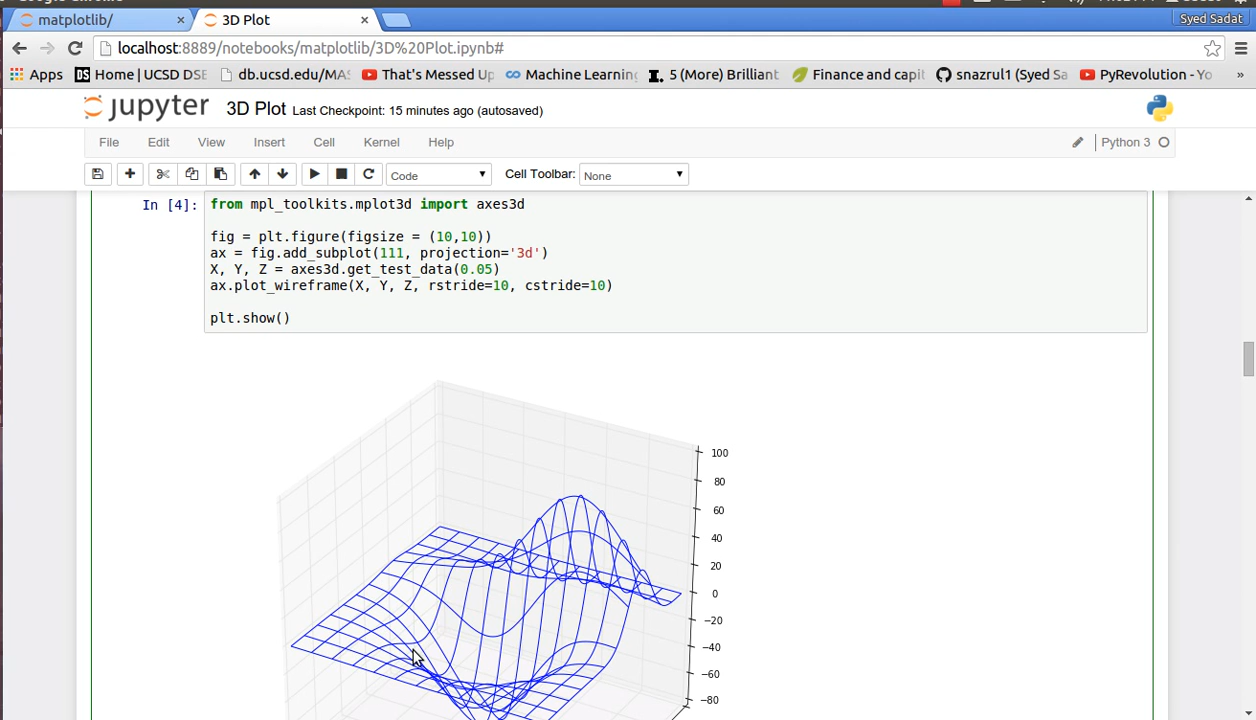 matplotlib/ × 3D Plot ×
Syed Sadat
localhost:8889/notebooks/matplotlib/3D%20Plot.ipynb#
Apps DS Home | UCSD DSE db.ucsd.edu/MAS That's Messed Up Machine Learning I. 5 (More) Brilliant Finance and capit snazrul1 (Syed Sa PyRevolution - Yo »
jupyter 3D Plot Last Checkpoint: 15 minutes ago (autosaved)
File Edit View Insert Cell Kernel Help Python 3
Code Cell Toolbar: None
In [4]: from mpl_toolkits.mplot3d import axes3d
fig = plt.figure(figsize = (10,10))
ax = fig.add_subplot(111, projection='3d')
X, Y, Z = axes3d.get_test_data(0.05)
ax.plot_wireframe(X, Y, Z, rstride=10, cstride=10)
plt.show()
100
80
60
40
20
0
−20
−40
−60
−80